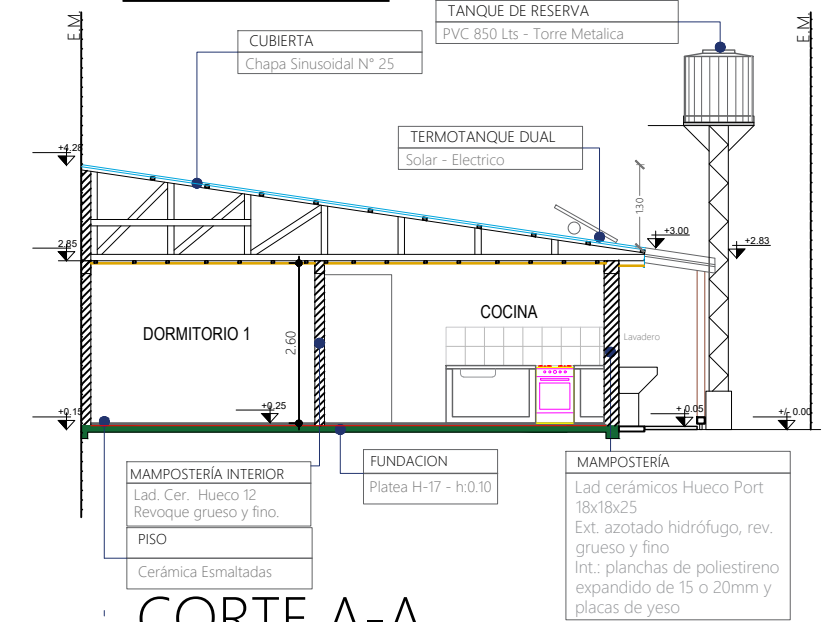 TANQUE DE RESERVA
PVC 850 Lts - Torre Metalica
E.M.
E.M.
CUBIERTA
Chapa Sinusoidal N° 25
TERMOTANQUE DUAL
Solar - Electrico
+4.26
130
+3.00
+2.83
2.85
COCINA
DORMITORIO 1
2.60
Lavadero
+0.15
+0.25
+ 0.05
+/- 0.00
MAMPOSTERÍA INTERIOR
Lad. Cer. Hueco 12
Revoque grueso y fino.
FUNDACION
Platea H-17 - h:0.10
MAMPOSTERÍA
Lad cerámicos Hueco Port
18x18x25
Ext. azotado hidrófugo, rev.
grueso y fino
Int.: planchas de poliestireno
expandido de 15 o 20mm y
placas de yeso
PISO
Cerámica Esmaltadas
CORTE A-A